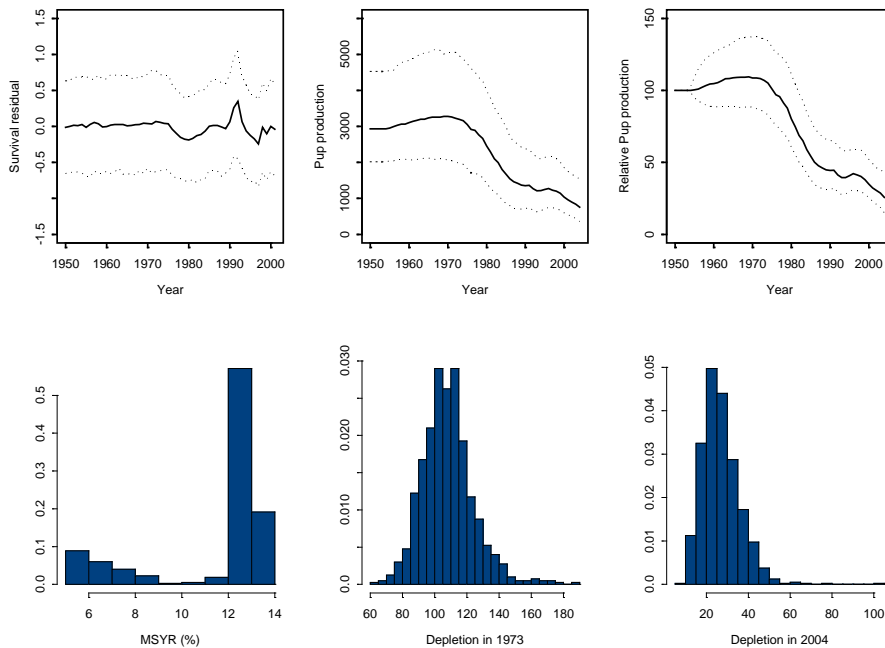 Survival residual
1.5
1.0
0.5
0.0
-0.5
-1.5
1950 1960 1970 1980 1990 2000
Year
Pup production
5000
3000
1000
0
1950 1960 1970 1980 1990 2000
Year
Relative Pup production
150
100
50
0
1950 1960 1970 1980 1990 2000
Year
0.5
0.4
0.3
0.2
0.1
0.0
6 8 10 12 14
MSYR (%)
0.030
0.020
0.010
0.0
60 80 100 120 140 160 180
Depletion in 1973
0.05
0.04
0.03
0.02
0.01
0.0
20 40 60 80 100
Depletion in 2004